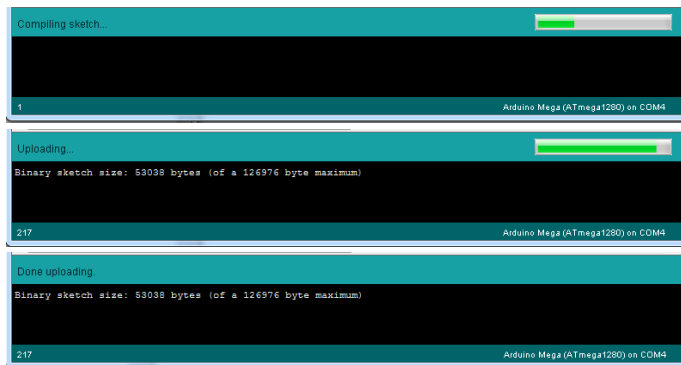 Compiling sketch...
1 Arduino Mega (ATmega1280) on COM4
Uploading...
Binary sketch size: 53038 bytes (of a 126976 byte maximum)
217 Arduino Mega (ATmega1280) on COM4
Done uploading.
Binary sketch size: 53038 bytes (of a 126976 byte maximum)
217 Arduino Mega (ATmega1280) on COM4